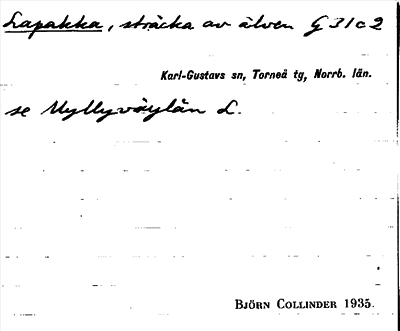 Lapakka, sträcka av älven G 31 c 2
Karl-Gustavs sn, Torneå tg, Norrb. län.
se Myllyväylän L.
BJÖRN COLLINDER 1935.